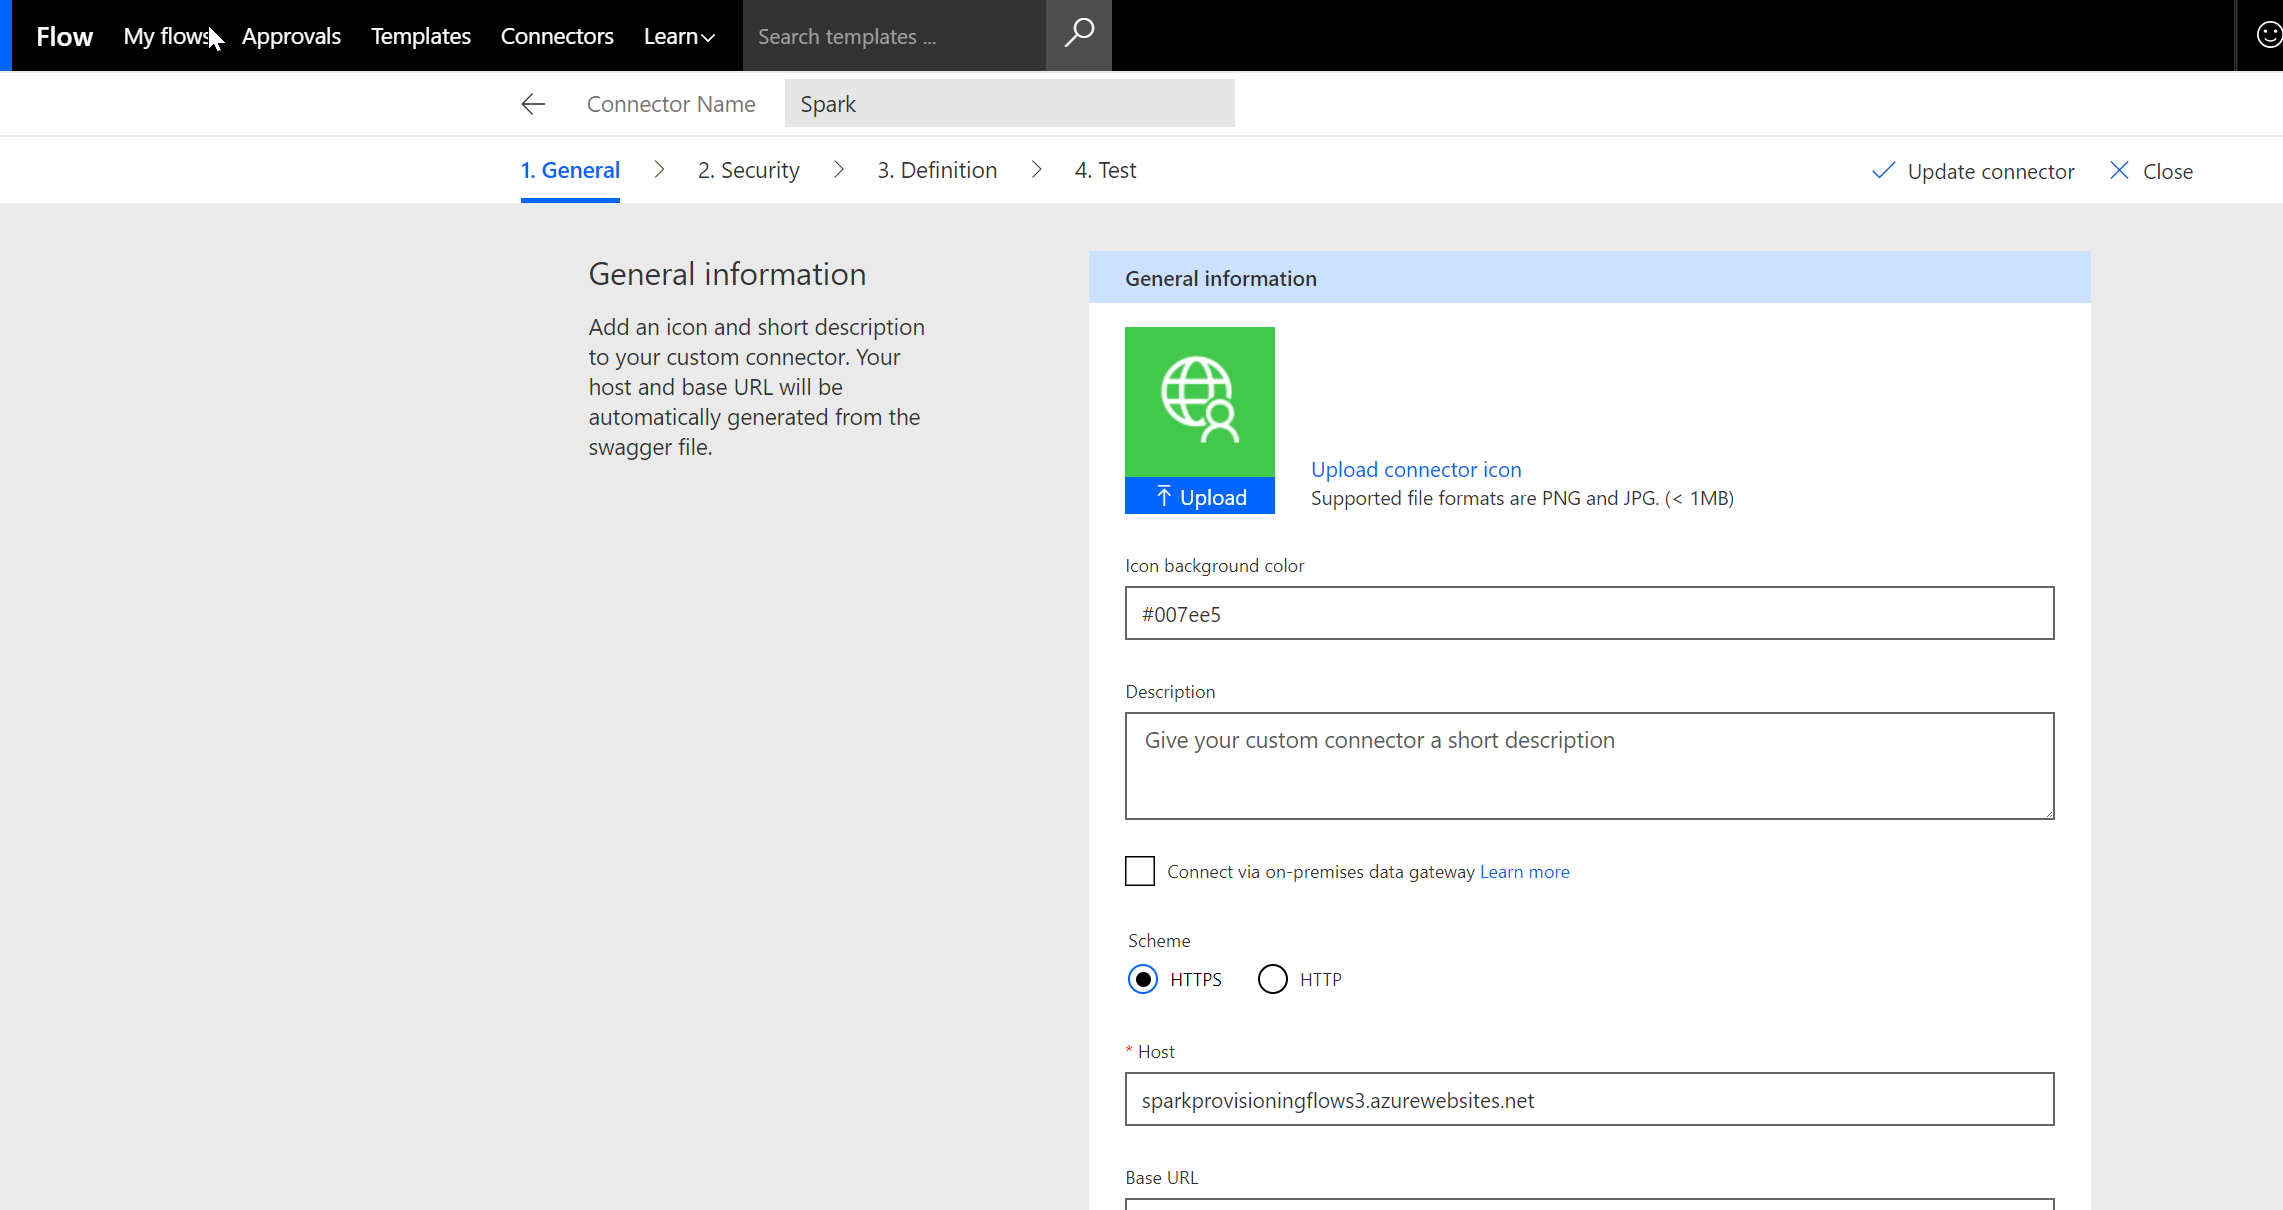 Flow My flows Approvals Templates Connectors Learn Search templates ...
Connector Name Spark
1. General 2. Security 3. Definition 4. Test Update connector Close
General information
Add an icon and short description
to your custom connector. Your
host and base URL will be
automatically generated from the
swagger file.
General information
Upload
Upload connector icon
Supported file formats are PNG and JPG. (< 1MB)
Icon background color
#007ee5
Description
Give your custom connector a short description
Connect via on-premises data gateway Learn more
Scheme
HTTPS HTTP
* Host
sparkprovisioningflows3.azurewebsites.net
Base URL